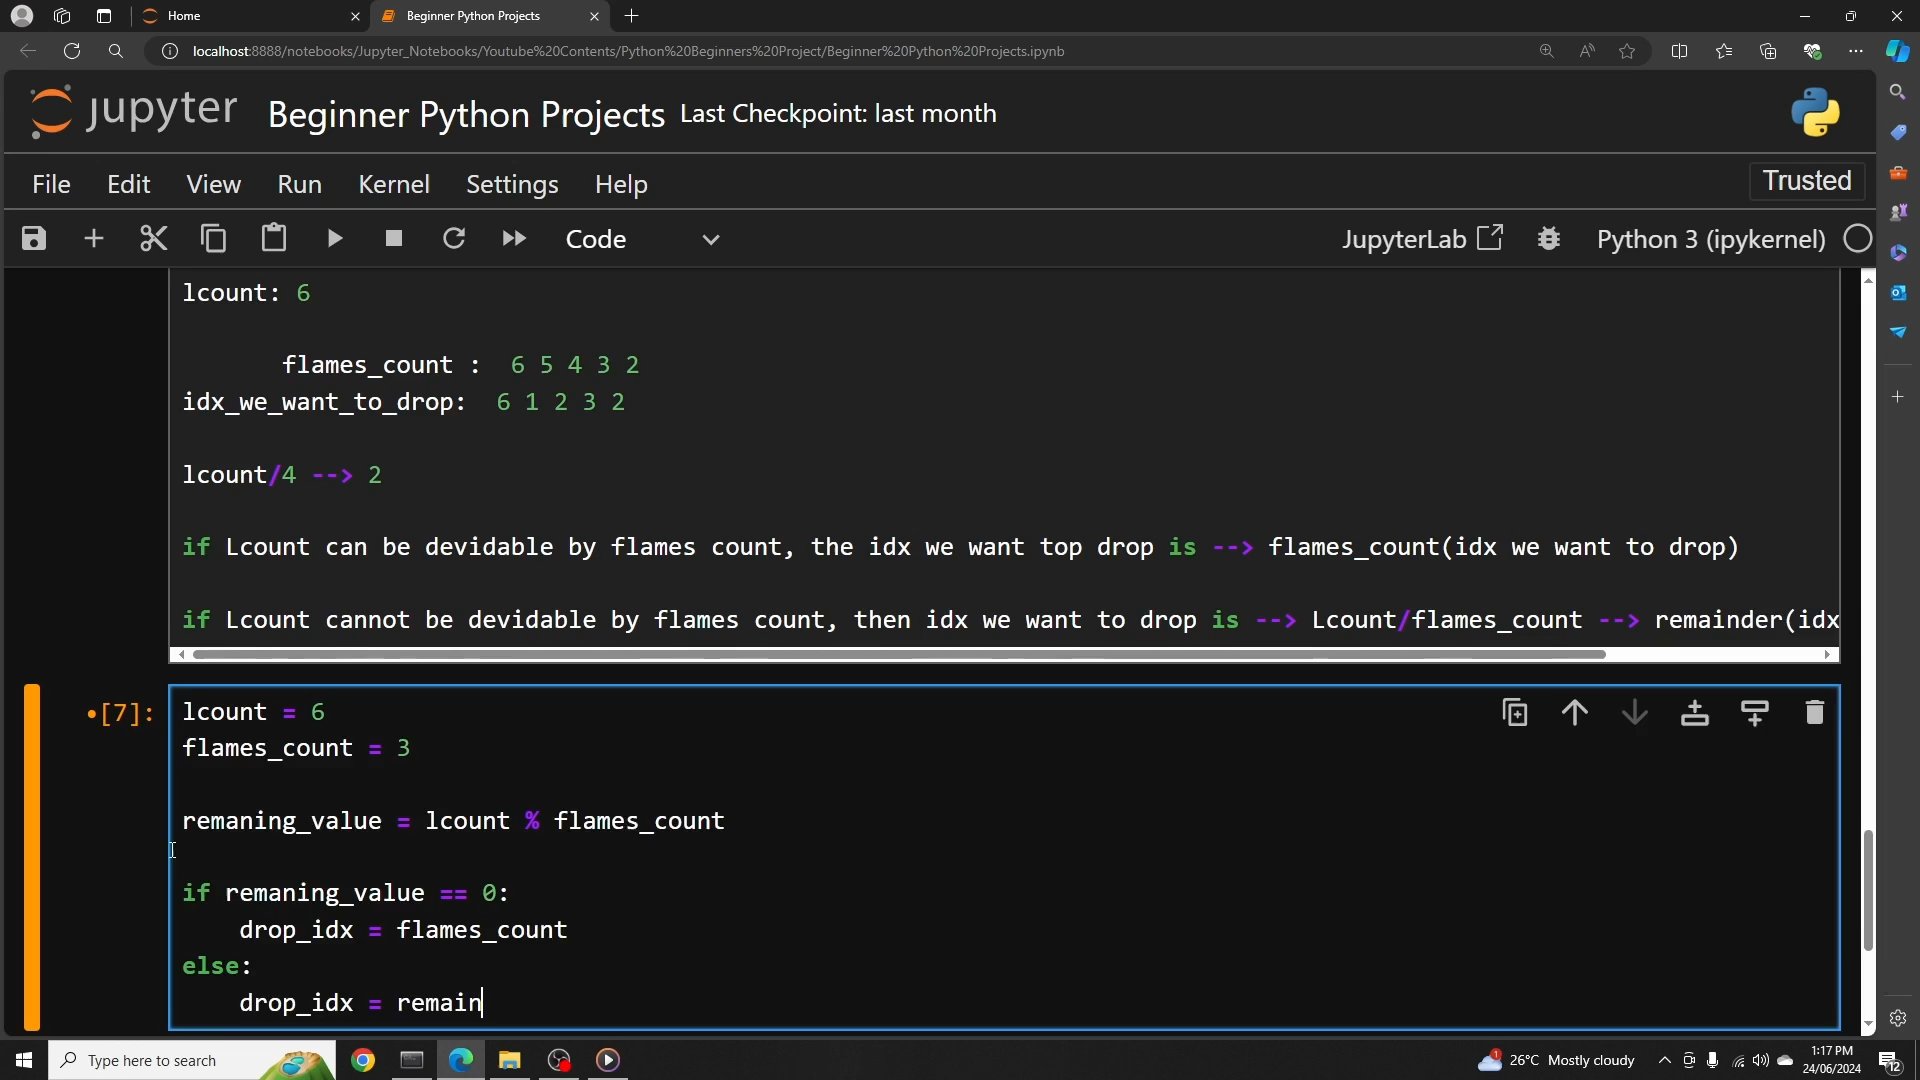 Home
Beginner Python Projects
localhost:8888/notebooks/Jupyter_Notebooks/Youtube%20Contents/Python%20Beginners%20Project/Beginner%20Python%20Projects.ipynb
jupyter Beginner Python Projects Last Checkpoint: last month
File Edit View Run Kernel Settings Help Trusted
Code JupyterLab Python 3 (ipykernel)
lcount: 6
flames_count : 6 5 4 3 2
idx_we_want_to_drop: 6 1 2 3 2
lcount/4 --> 2
if Lcount can be devidable by flames count, the idx we want top drop is --> flames_count(idx we want to drop)
if Lcount cannot be devidable by flames count, then idx we want to drop is --> Lcount/flames_count --> remainder(idx
[7]:
lcount = 6
flames_count = 3
remaning_value = lcount % flames_count
if remaning_value == 0:
drop_idx = flames_count
else:
drop_idx = remain
Type here to search
1
26°C Mostly cloudy
1:17 PM
24/06/2024
12